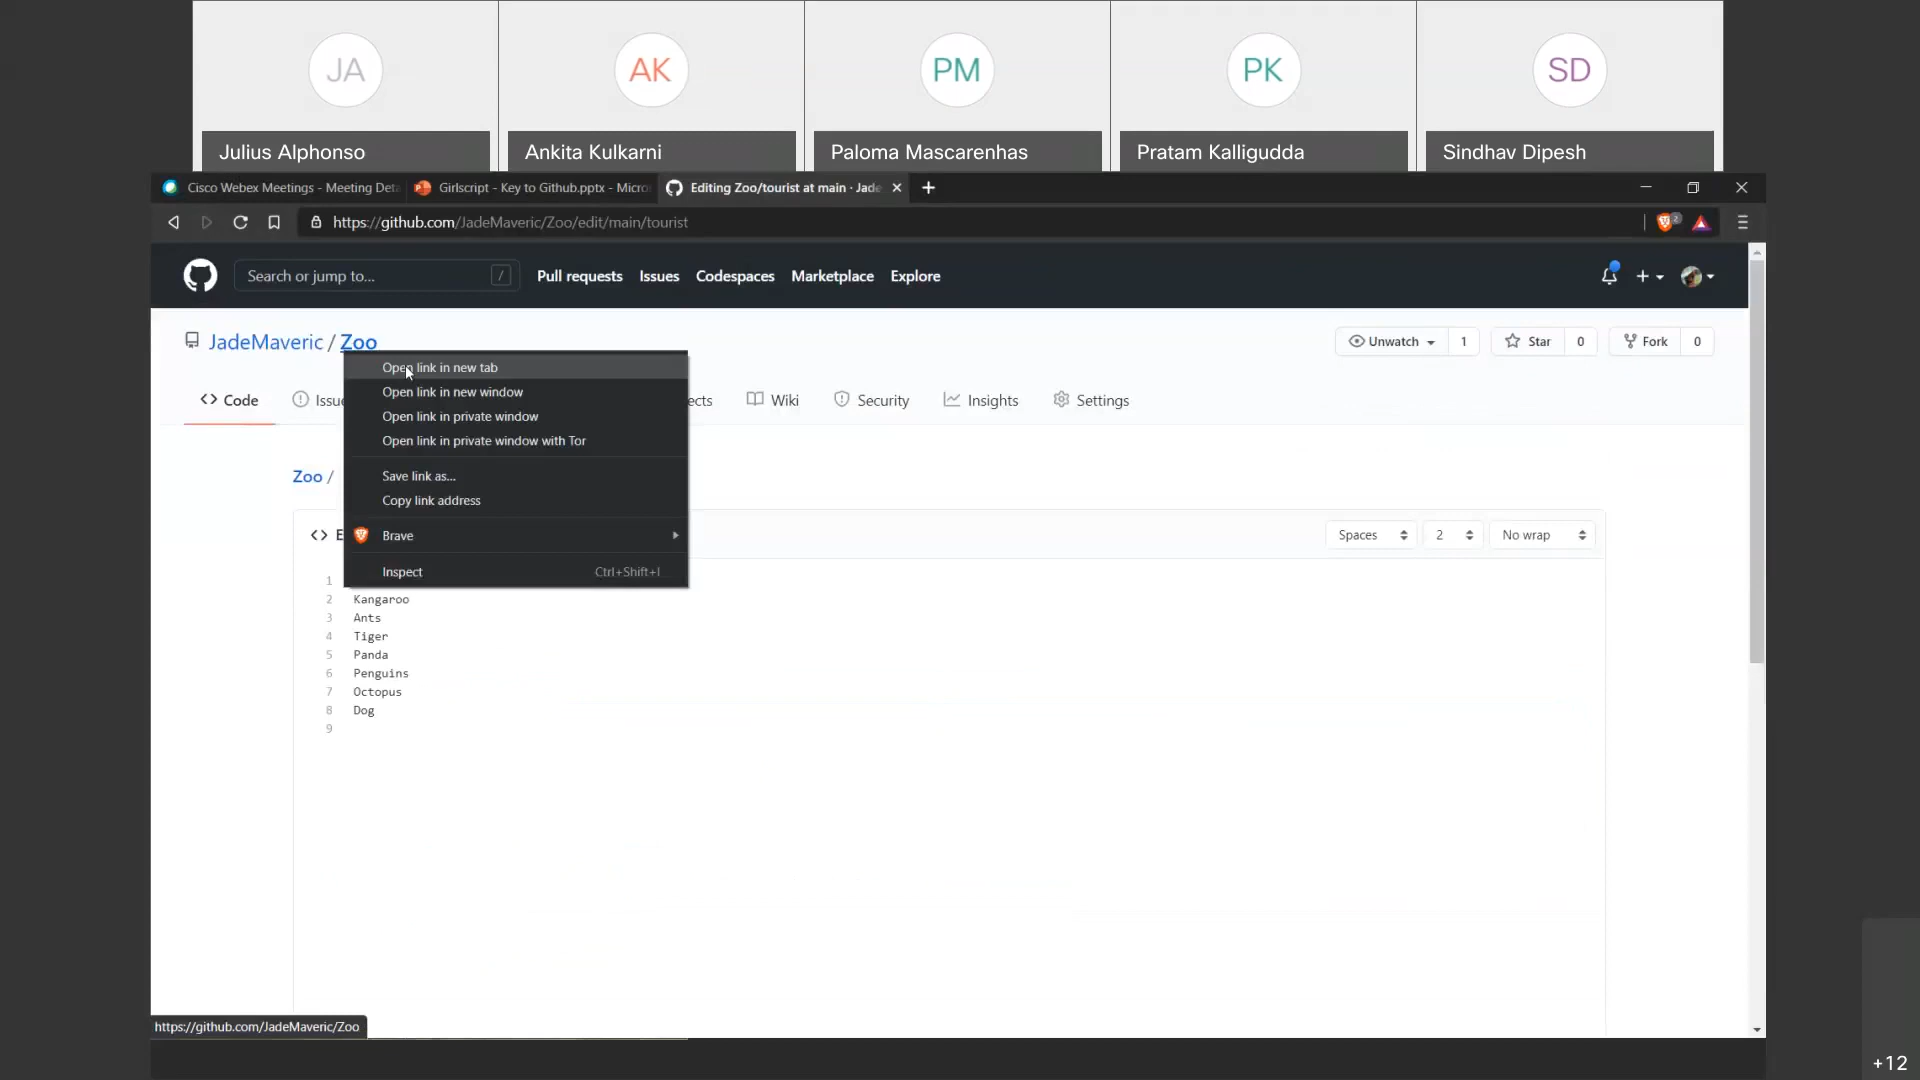 JA
AK
PM
PK
SD
Julius Alphonso
Ankita Kulkarni
Paloma Mascarenhas
Pratam Kalligudda
Sindhav Dipesh
Cisco Webex Meetings - Meeting Deta
Girlscript - Key to Github.pptx - Micro
Editing Zoo/tourist at main · Jade
https://github.com/JadeMaveric/Zoo/edit/main/tourist
2
Search or jump to... /
Pull requests Issues Codespaces Marketplace Explore
JadeMaveric / Zoo
Unwatch 1 Star 0 Fork 0
Open link in new tab
Open link in new window
Open link in private window
Open link in private window with Tor
Save link as...
Copy link address
Brave
Inspect Ctrl+Shift+I
Code Issu ects Wiki Security Insights Settings
Zoo /
<> E Spaces 2 No wrap
1
2 Kangaroo
3 Ants
4 Tiger
5 Panda
6 Penguins
7 Octopus
8 Dog
9
https://github.com/JadeMaveric/Zoo
+12